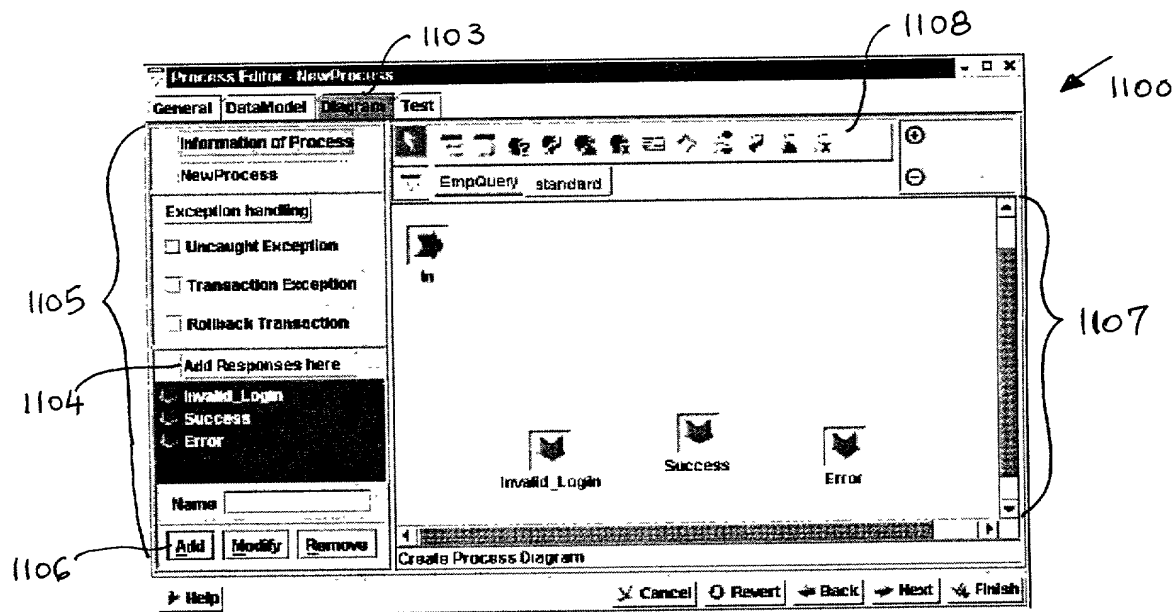 1103
1108
1100
Process Editor - NewProcess
General DataModel Diagram Test
Information of Process
NewProcess
EmpQuery standard
Exception handling
Uncaught Exception
Transaction Exception
Rollback Transaction
In
1105
1107
Add Responses here
1104
Invalid_Login
Success
Error
Invalid_Login
Success
Error
Name
Add Modify Remove
1106
Create Process Diagram
Help Cancel Revert Back Next Finish